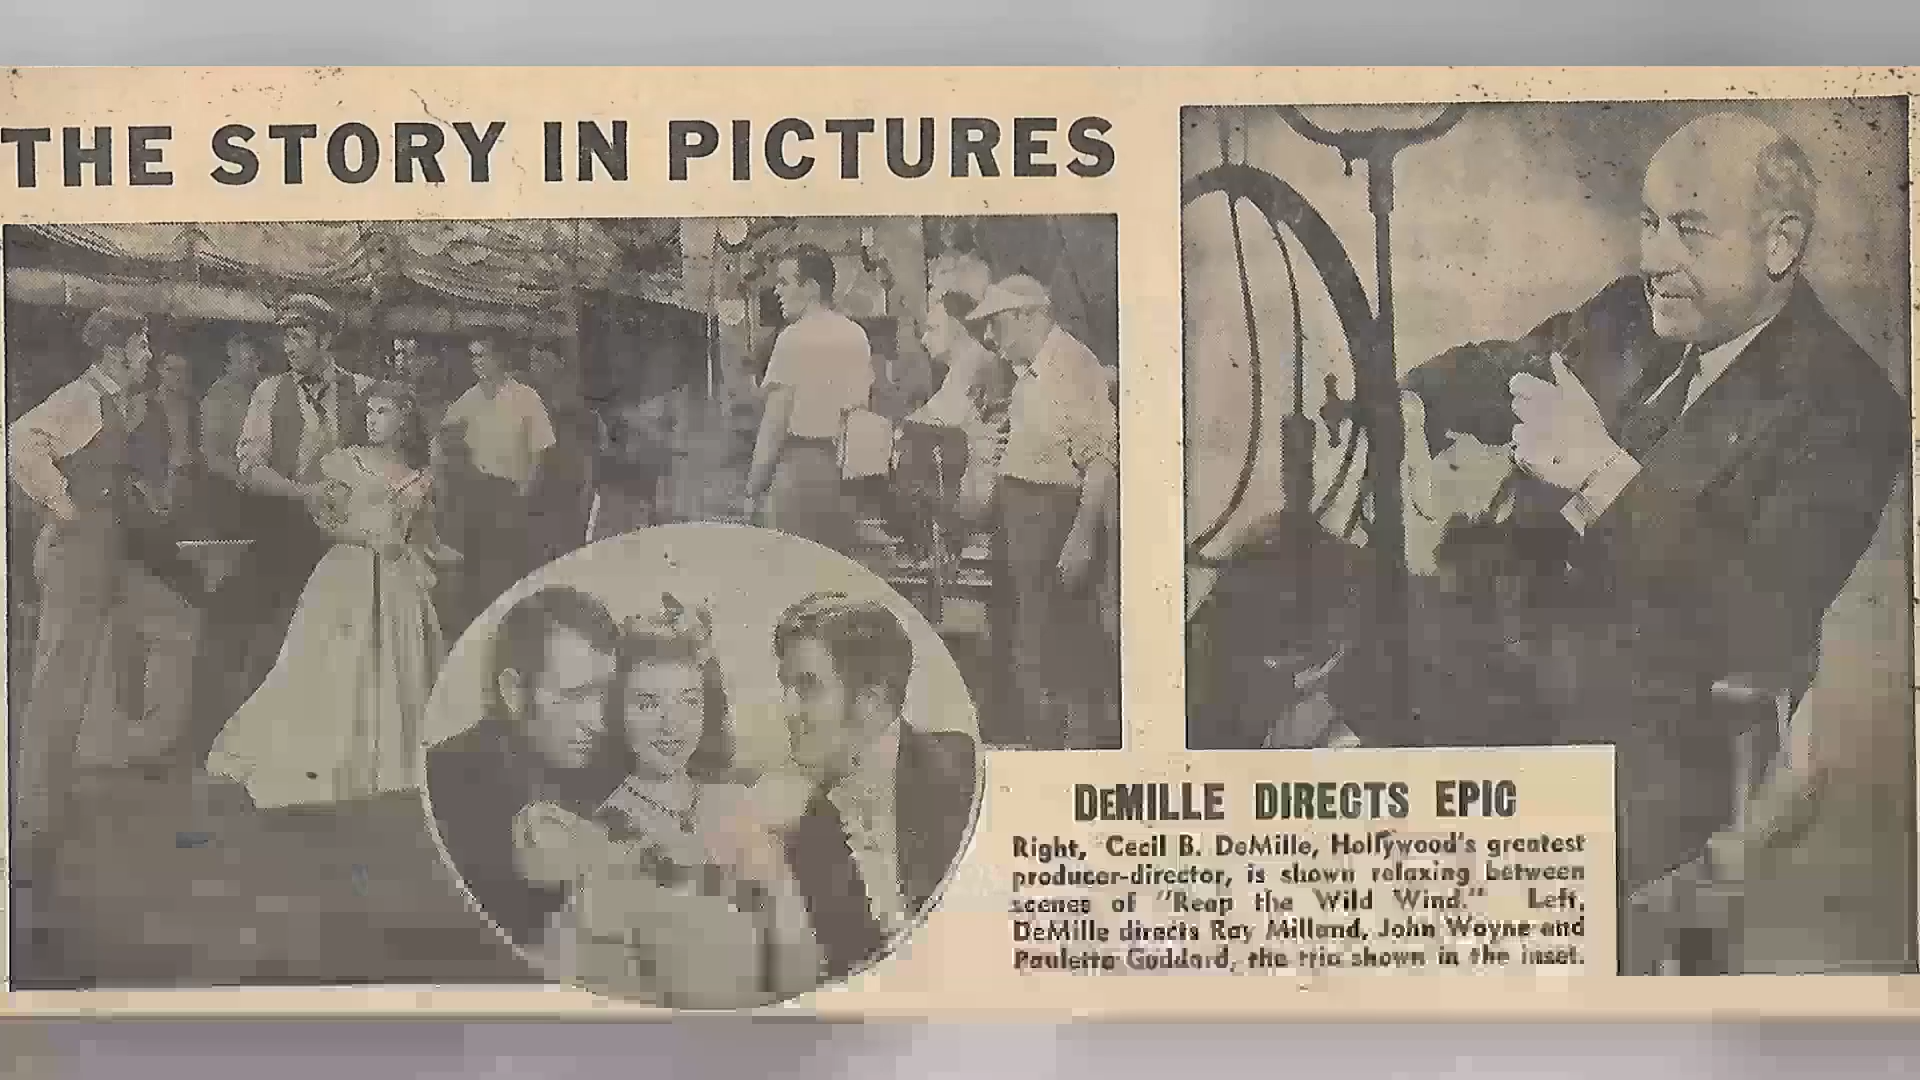 THE STORY IN PICTURES
DEMILLE DIRECTS EPIC
Right, Cecil B. DeMille, Hollywood's greatest
producer-director, is shown relaxing between
scenes of "Reap the Wild Wind." Left,
DeMille directs Ray Milland, John Wayne and
Paulette Goddard, the trio shown in the inset.